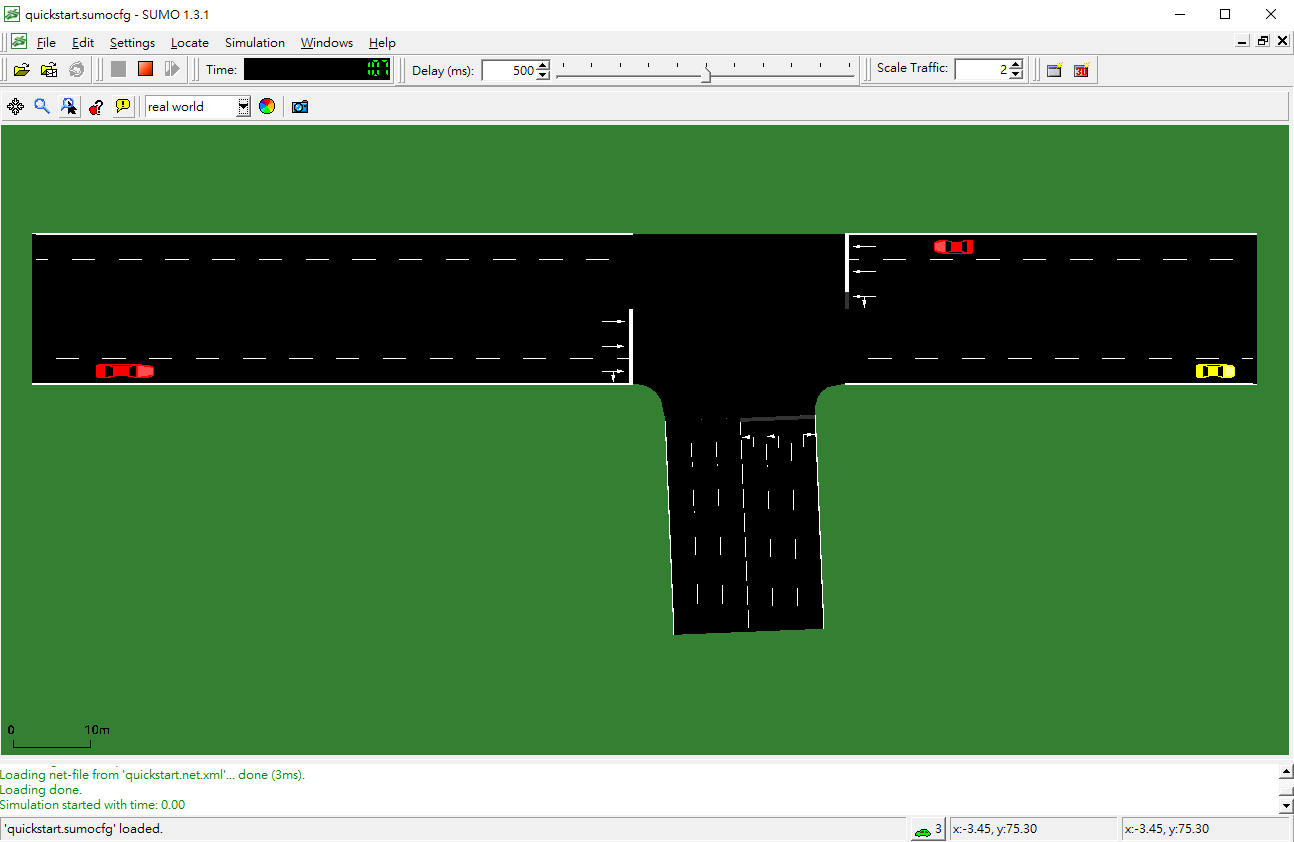 quickstart.sumocfg - SUMO 1.3.1
File Edit Settings Locate Simulation Windows Help
Time: Delay (ms): 500 Scale Traffic: 2
real world
0 10m
Loading net-file from 'quickstart.net.xml'... done (3ms).
Loading done.
Simulation started with time: 0.00
'quickstart.sumocfg' loaded. 3 x:-3.45, y:75.30 x:-3.45, y:75.30